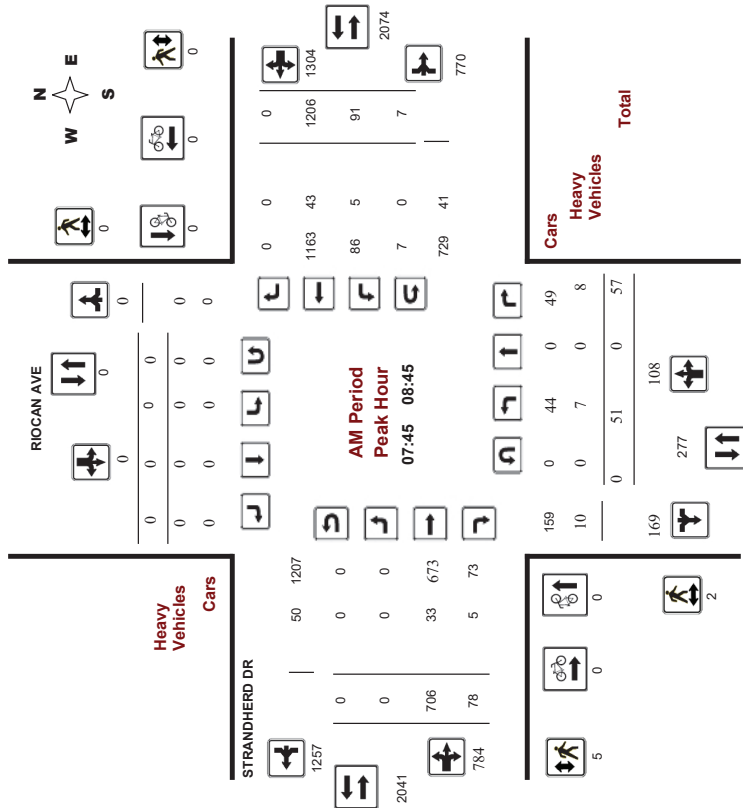 N
W E
S
RIOCAN AVE
0
0
0
0 0 0 0
0 0 0 0 0
0 0 0 0 0
0
0
0
0
Heavy
Vehicles
Cars
STRANDHERD DR
50 1207
0 0 0
0 0 0
706 33 673
78 5 73
1257
2041
784
AM Period
Peak Hour
07:45 08:45
0 0 0
1163 43 1206
86 5 91
7 0 7
729 41
1304
2074
770
Cars
Heavy
Vehicles
Total
159 0 44 0 49
10 0 7 0 8
0 51 0 57
169
277
108
5
0
0
2